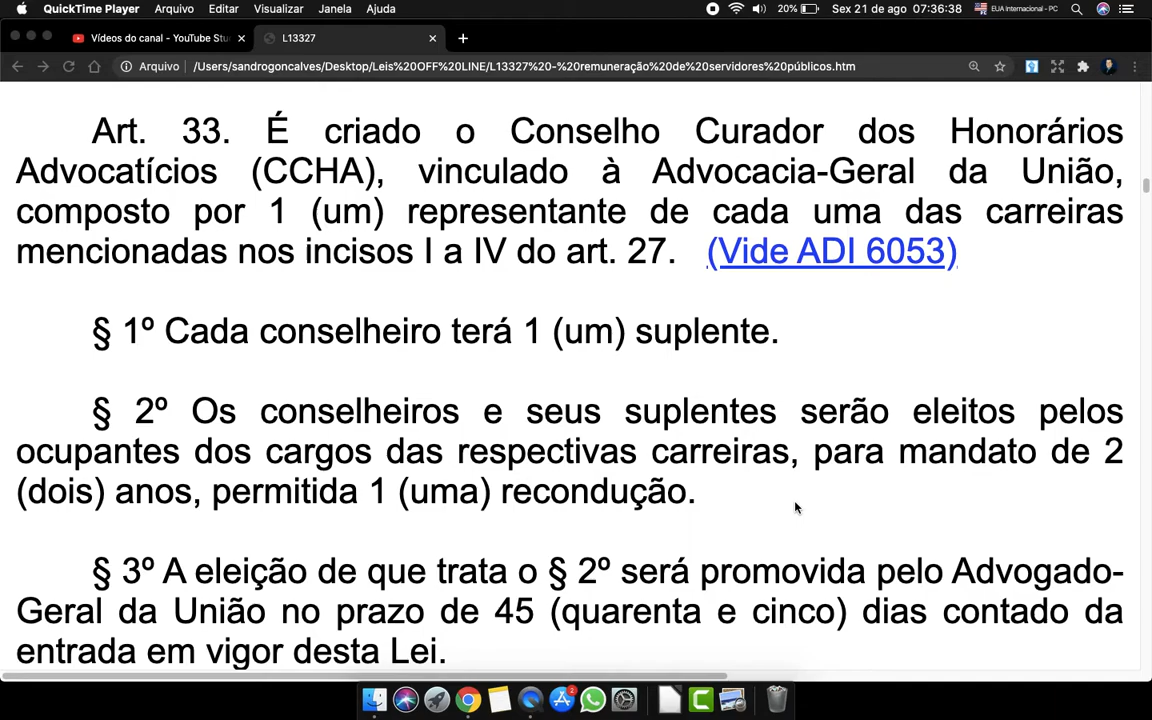 QuickTime Player Arquivo Editar Visualizar Janela Ajuda 20% Sex 21 de ago 07:36:38 EUA Internacional - PC
Vídeos do canal - YouTube Stu L13327
Arquivo /Users/sandrogoncalves/Desktop/Leis%20OFF%20LINE/L13327%20-%20remuneração%20de%20servidores%20públicos.htm
Art. 33. É criado o Conselho Curador dos Honorários
Advocatícios (CCHA), vinculado à Advocacia-Geral da União,
composto por 1 (um) representante de cada uma das carreiras
mencionadas nos incisos I a IV do art. 27. (Vide ADI 6053)
§ 1º Cada conselheiro terá 1 (um) suplente.
§ 2º Os conselheiros e seus suplentes serão eleitos pelos
ocupantes dos cargos das respectivas carreiras, para mandato de 2
(dois) anos, permitida 1 (uma) recondução.
§ 3º A eleição de que trata o § 2º será promovida pelo Advogado-
Geral da União no prazo de 45 (quarenta e cinco) dias contado da
entrada em vigor desta Lei.
2